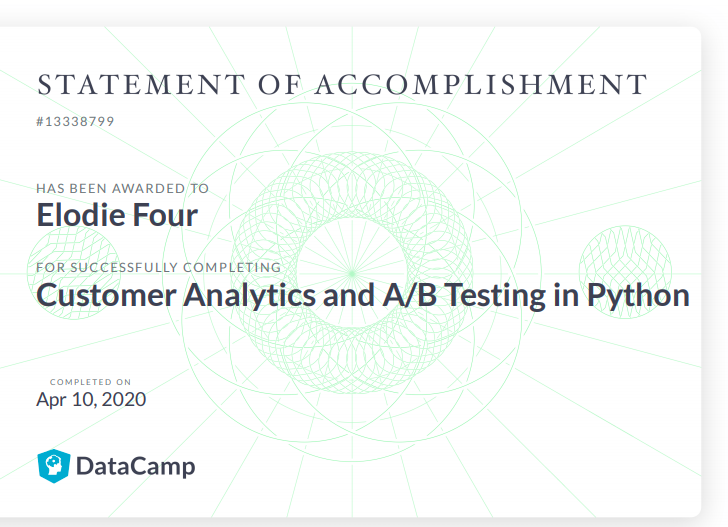 STATEMENT OF ACCOMPLISHMENT
#13338799
HAS BEEN AWARDED TO
Elodie Four
FOR SUCCESSFULLY COMPLETING
Customer Analytics and A/B Testing in Python
COMPLETED ON
Apr 10, 2020
DataCamp